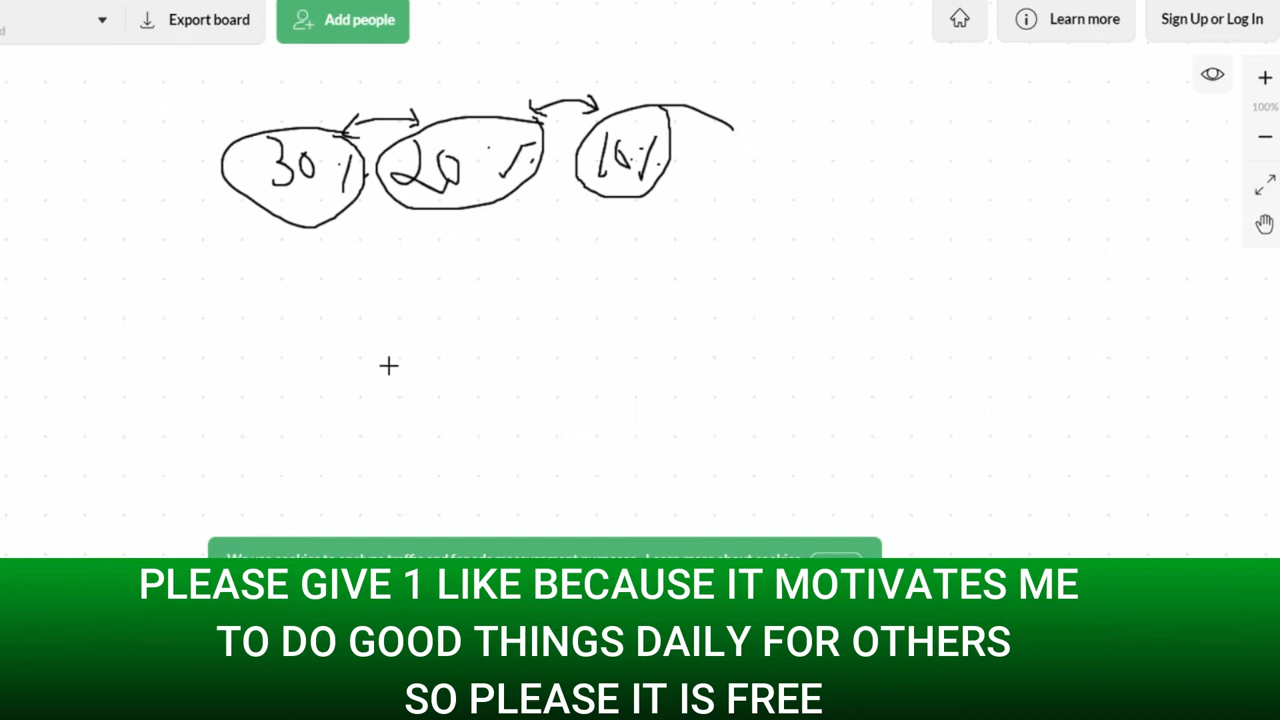 Export board
Add people
Learn more
Sign Up or Log In
100%
30 %
20 %
10%
PLEASE GIVE 1 LIKE BECAUSE IT MOTIVATES ME
TO DO GOOD THINGS DAILY FOR OTHERS
SO PLEASE IT IS FREE